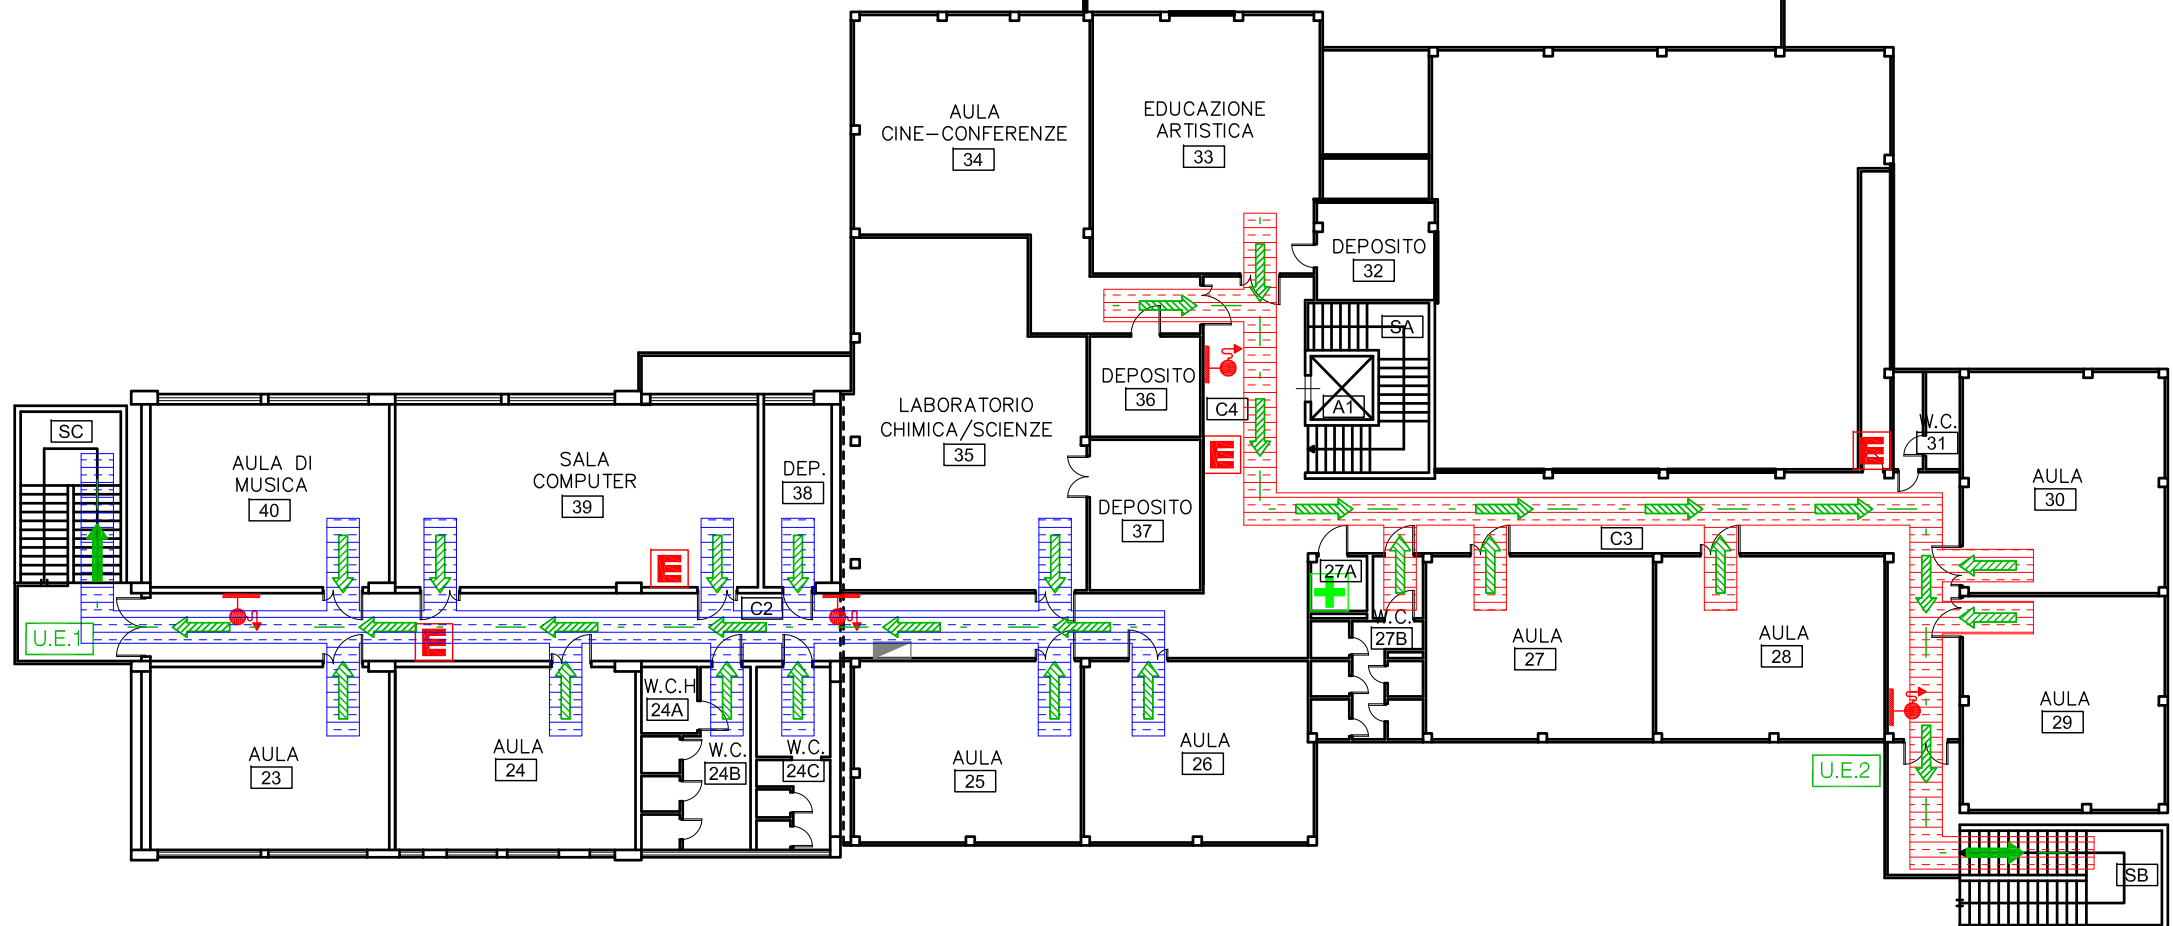 AULA
CINE-CONFERENZE
34
EDUCAZIONE
ARTISTICA
33
DEPOSITO
32
SA
A1
DEPOSITO
36
C4
LABORATORIO
CHIMICA/SCIENZE
35
DEPOSITO
37
SC
AULA DI
MUSICA
40
SALA
COMPUTER
39
DEP.
38
E
E
E
E
W.C.
31
AULA
30
C3
C2
U.E.1
27A
W.C.
27B
AULA
27
AULA
28
AULA
29
W.C.H
24A
AULA
23
AULA
24
W.C.
24B
W.C.
24C
AULA
25
AULA
26
U.E.2
SB